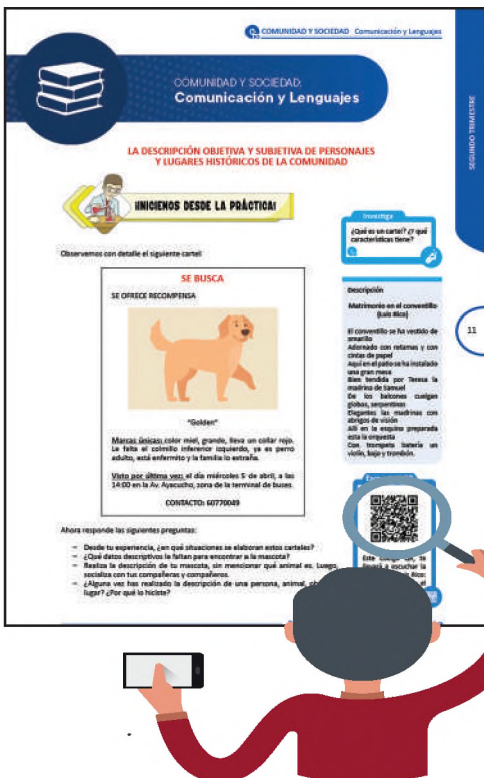 COMUNIDAD Y SOCIEDAD Comunicación y Lenguajes
COMUNIDAD Y SOCIEDAD:
Comunicación y Lenguajes
SEGUNDO TRIMESTRE
11
LA DESCRIPCIÓN OBJETIVA Y SUBJETIVA DE PERSONAJES
Y LUGARES HISTÓRICOS DE LA COMUNIDAD
¡INICIENOS DESDE LA PRÁCTICA!
Observemos con detalle el siguiente cartel
SE BUSCA
SE OFRECE RECOMPENSA
"Golden"
Marcas únicas: color miel, grande, lleva un collar rojo.
Le falta el colmillo inference izquierdo, ya es perro
adulto, está enfermito y la familia lo extraña.
Visto por última vez: el día miércoles 5 de abril, a las
14:00 en la Av. Ayacucho, zona de la terminal de buses.
CONTACTO: 60770049
Ahora responde las siguientes preguntas:
– Desde tu experiencia, ¿en qué situaciones se elaboran estos carteles?
– ¿Qué datos descriptivos le faltan para encontrar a la mascota?
– Realiza la descripción de tu mascota, sin mencionar qué animal es. Luego,
socializa con tus compañeras y compañeros.
– ¿Alguna vez has realizado la descripción de una persona, animal,
lugar? ¿Por qué lo hiciste?
Investiga
¿Qué es un cartel? ¿Y qué
características tiene?
Descripción
Matrimonio en el conventillo
(Luis Rico)
El conventillo se ha vestido de
amarillo
Adornado con retamas y con
cintas de papel
Aquí en el patio se ha instalado
una gran mesa
Bien tendida por Teresa la
madrina de Samuel
De los balcones cuelgan
globos, serpentinas
Elegantes las madrinas con
abrigos de visión
Allí en la esquina preparada
esta la orquesta
Con trompeta batería un
violín, bajo y trombón.
Este
escuchar la
Rico:
el